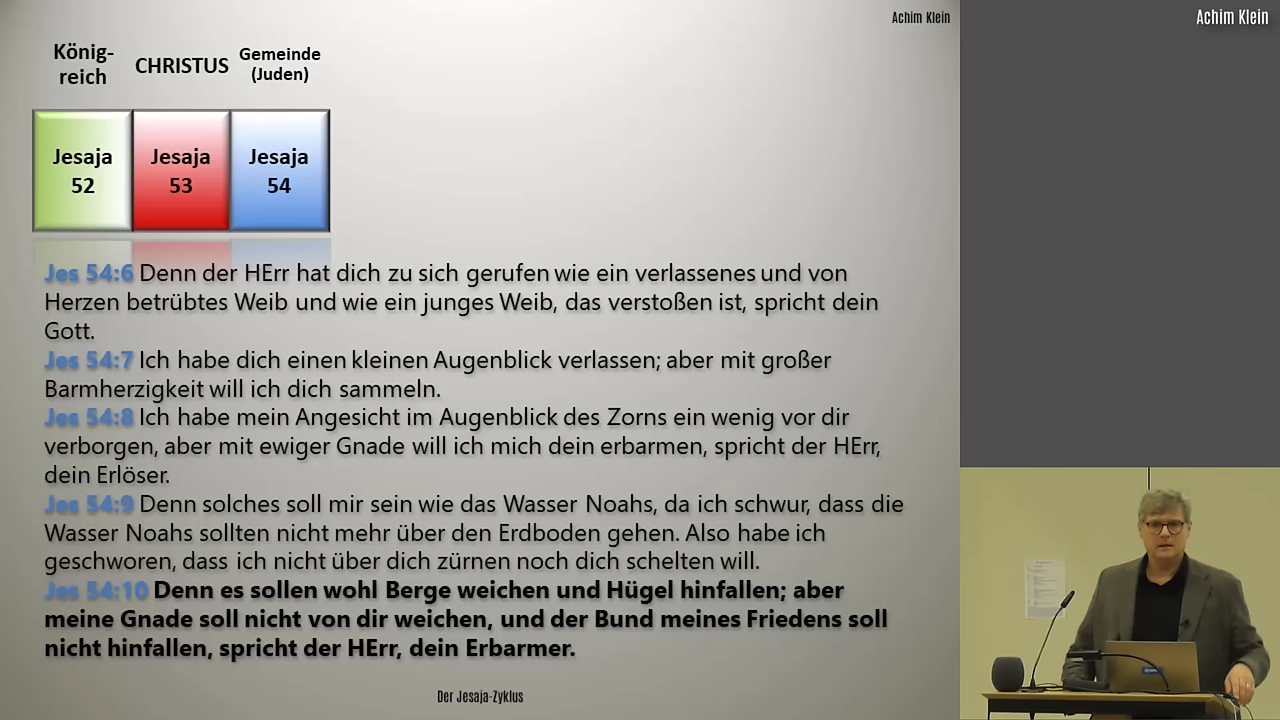 Achim Klein
Achim Klein
König-
reich
CHRISTUS
Gemeinde
(Juden)
Jesaja
52
Jesaja
53
Jesaja
54
Jes 54:6 Denn der HErr hat dich zu sich gerufen wie ein verlassenes und von
Herzen betrübtes Weib und wie ein junges Weib, das verstoßen ist, spricht dein
Gott.
Jes 54:7 Ich habe dich einen kleinen Augenblick verlassen; aber mit großer
Barmherzigkeit will ich dich sammeln.
Jes 54:8 Ich habe mein Angesicht im Augenblick des Zorns ein wenig vor dir
verborgen, aber mit ewiger Gnade will ich mich dein erbarmen, spricht der HErr,
dein Erlöser.
Jes 54:9 Denn solches soll mir sein wie das Wasser Noahs, da ich schwur, dass die
Wasser Noahs sollten nicht mehr über den Erdboden gehen. Also habe ich
geschworen, dass ich nicht über dich zürnen noch dich schelten will.
Jes 54:10 Denn es sollen wohl Berge weichen und Hügel hinfallen; aber
meine Gnade soll nicht von dir weichen, und der Bund meines Friedens soll
nicht hinfallen, spricht der HErr, dein Erbarmer.
Der Jesaja-Zyklus